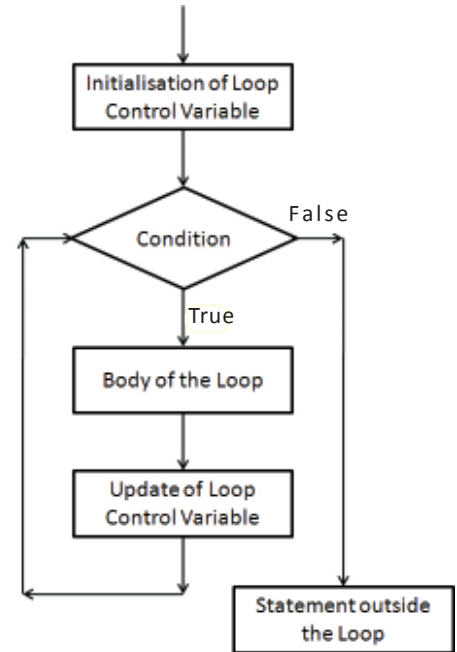 Initialisation of Loop
Control Variable
Condition
False
True
Body of the Loop
Update of Loop
Control Variable
Statement outside
the Loop